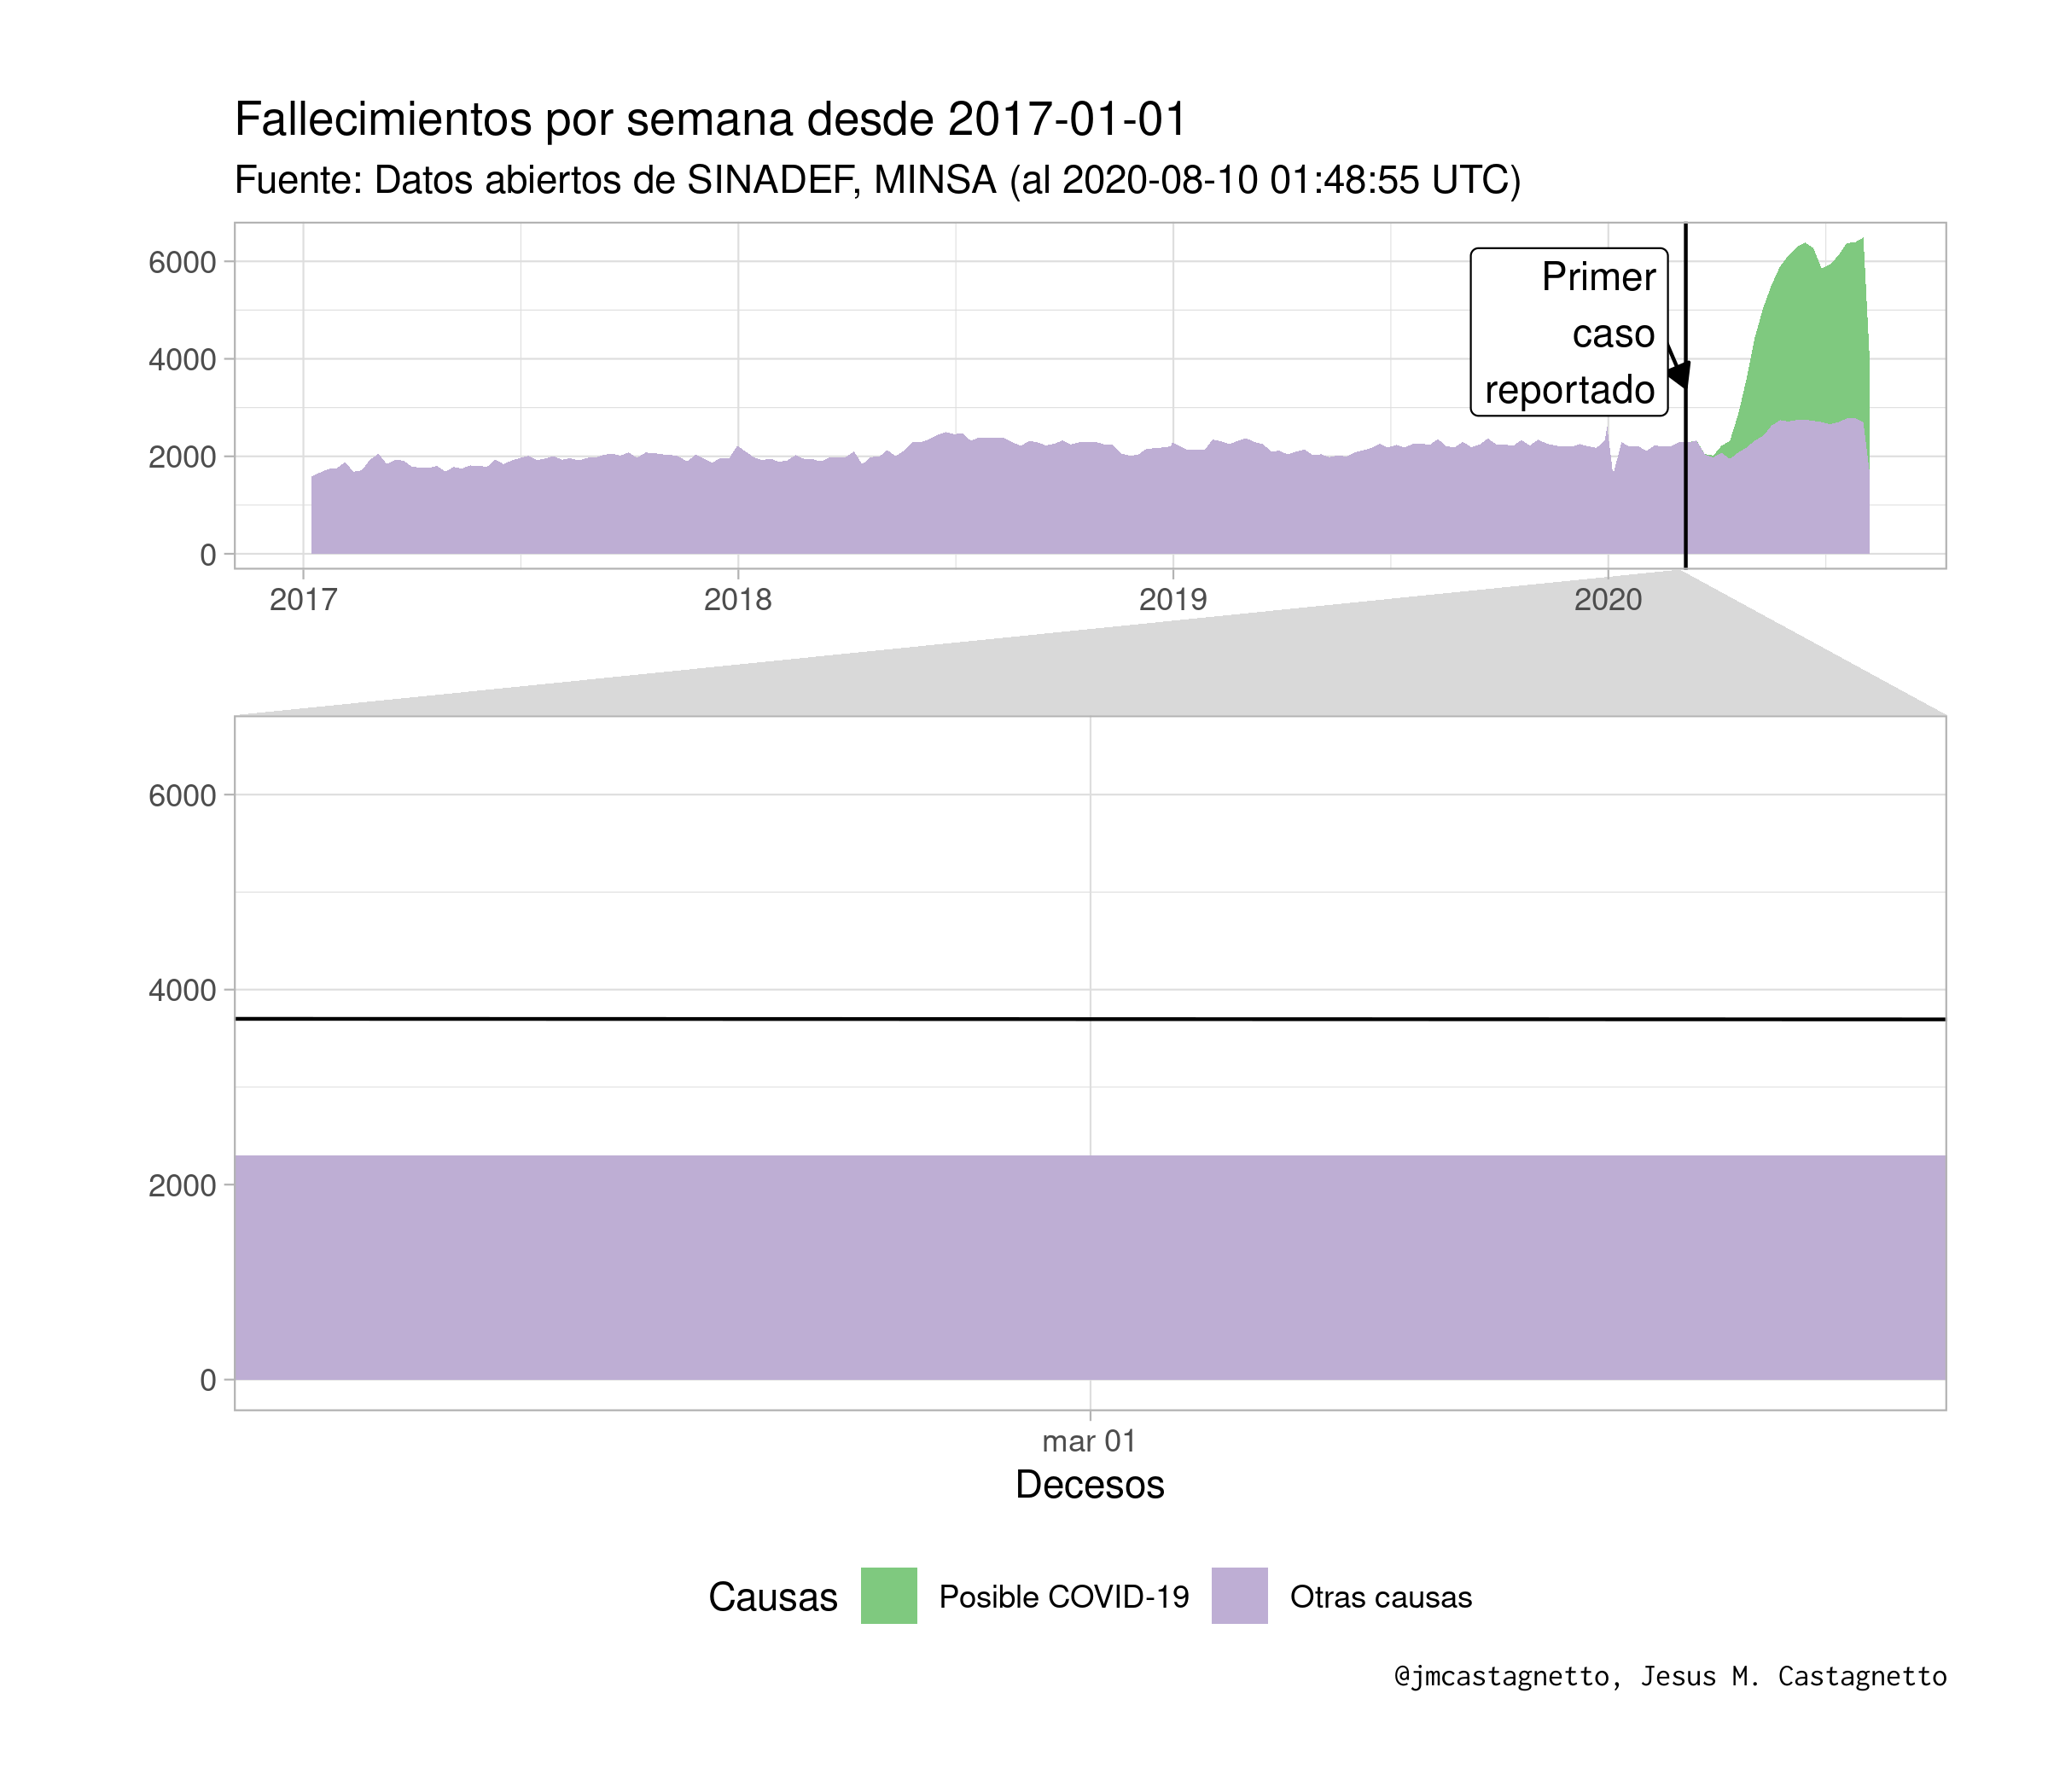 Fallecimientos por semana desde 2017-01-01
Fuente: Datos abiertos de SINADEF, MINSA (al 2020-08-10 01:48:55 UTC)
6000
4000
2000
0
Primer
caso
reportado
2017
2018
2019
2020
6000
4000
2000
0
mar 01
Decesos
Causas
Posible COVID-19
Otras causas
@jmcastagnetto, Jesus M. Castagnetto